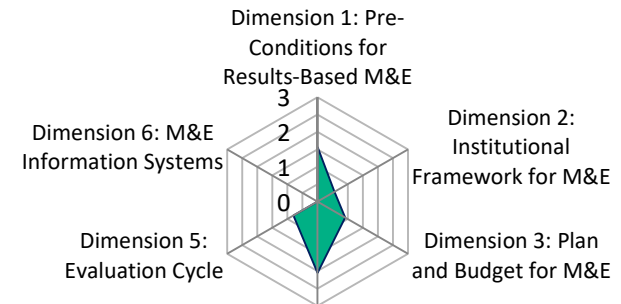 Dimension 1: Pre-
Conditions for
Results-Based M&E
3
2
1
0
Dimension 2:
Institutional
Framework for M&E
Dimension 3: Plan
and Budget for M&E
Dimension 5:
Evaluation Cycle
Dimension 6: M&E
Information Systems